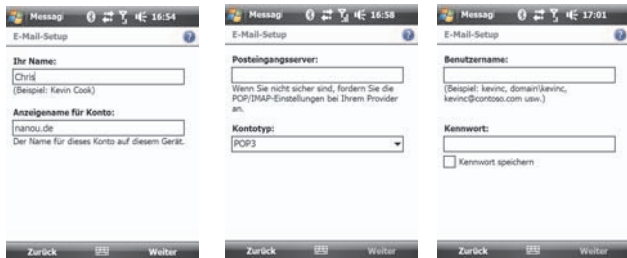 Messagi 16:54
E-Mail-Setup
Ihr Name:
Chris
(Beispiel: Kevin Cook)
Anzeigename für Konto:
nanou.de
Der Name für dieses Konto auf diesem Gerät.
Zurück Weiter
Messagi 16:58
E-Mail-Setup
Posteingangsserver:
Wenn Sie nicht sicher sind, fordern Sie die
POP/IMAP-Einstellungen bei Ihrem Provider
an.
Kontotyp:
POP3
Zurück Weiter
Messagi 17:01
E-Mail-Setup
Benutzername:
(Beispiel: kevinc, domain\kevinc,
kevinc@contoso.com usw.)
Kennwort:
Kennwort speichern
Zurück Weiter